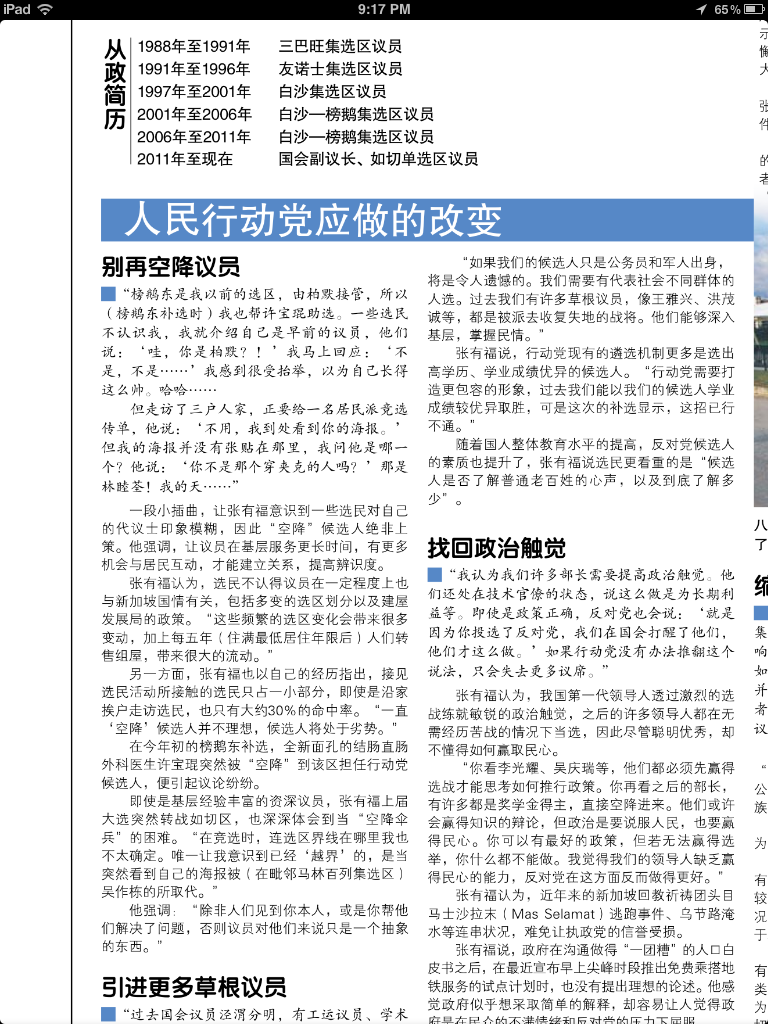 iPad
9:17 PM
65%
从政简历
1988年至1991年 三巴旺集选区议员
1991年至1996年 友诺士集选区议员
1997年至2001年 白沙集选区议员
2001年至2006年 白沙—榜鹅集选区议员
2006年至2011年 白沙—榜鹅集选区议员
2011年至现在 国会副议长、如切单选区议员
人民行动党应做的改变
别再空降议员
“榜鹅东是我以前的选区，由柏默接管，所以
（榜鹅东补选时）我也帮许宝琨助选。一些选民
不认识我，我就介绍自己是早前的议员，他们
说：‘哇，你是柏默？！’我马上回应：‘不
是，不是……’我感到很受抬举，以为自己长得
这么帅。哈哈……
但走访了三户人家，正要给一名居民派竞选
传单，他说：‘不用，我到处看到你的海报。’
但我的海报并没有张贴在那里，我问他是哪一
个？他说：‘你不是那个穿夹克的人吗？’那是
林睦荃！我的天……”
一段小插曲，让张有福意识到一些选民对自己
的代议士印象模糊，因此“空降”候选人绝非上
策。他强调，让议员在基层服务更长时间，有更多
机会与居民互动，才能建立关系，提高辨识度。
张有福认为，选民不认得议员在一定程度上也
与新加坡国情有关，包括多变的选区划分以及建屋
发展局的政策。“这些频繁的选区变化会带来很多
变动，加上每五年（住满最低居住年限后）人们转
售组屋，带来很大的流动。”
另一方面，张有福也以自己的经历指出，接见
选民活动所接触的选民只占一小部分，即使是沿家
挨户走访选民，也只有大约30%的命中率。“一直
‘空降’候选人并不理想，候选人将处于劣势。”
在今年初的榜鹅东补选，全新面孔的结肠直肠
外科医生许宝琨突然被“空降”到该区担任行动党
候选人，便引起议论纷纷。
即使是基层经验丰富的资深议员，张有福上届
大选突然转战如切区，也深深体会到当“空降伞
兵”的困难。“在竞选时，连选区界线在哪里我也
不太确定。唯一让我意识到已经‘越界’的，是当
突然看到自己的海报被（在毗邻马林百列集选区）
吴作栋的所取代。”
他强调：“除非人们见到你本人，或是你帮他
们解决了问题，否则议员对他们来说只是一个抽象
的东西。”
引进更多草根议员
“过去国会议员泾渭分明，有工运议员、学术
“如果我们的候选人只是公务员和军人出身，
将是令人遗憾的。我们需要有代表社会不同群体的
人选。过去我们有许多草根议员，像王雅兴、洪茂
诚等，都是被派去收复失地的战将。他们能够深入
基层，掌握民情。”
张有福说，行动党现有的遴选机制更多是选出
高学历、学业成绩优异的候选人。“行动党需要打
造更包容的形象，过去我们能以我们的候选人学业
成绩较优异取胜，可是这次的补选显示，这招已行
不通。”
随着国人整体教育水平的提高，反对党候选人
的素质也提升了，张有福说选民更看重的是“候选
人是否了解普通老百姓的心声，以及到底了解多
少”。
找回政治触觉
“我认为我们许多部长需要提高政治触觉。他
们还处在技术官僚的状态，说这么做是为长期利
益等。即使是政策正确，反对党也会说：‘就是
因为你投选了反对党，我们在国会打醒了他们，
他们才这么做。’如果行动党没有办法推翻这个
说法，只会失去更多议席。”
张有福认为，我国第一代领导人透过激烈的选
战练就敏锐的政治触觉，之后的许多领导人都在无
需经历苦战的情况下当选，因此尽管聪明优秀，却
不懂得如何赢取民心。
“你看李光耀、吴庆瑞等，他们都必须先赢得
选战才能思考如何推行政策。你再看之后的部长，
有许多都是奖学金得主，直接空降进来。他们或许
会赢得知识的辩论，但政治是要说服人民，也要赢
得民心。你可以有最好的政策，但若无法赢得选
举，你什么都不能做。我觉得我们的领导人缺乏赢
得民心的能力，反对党在这方面反而做得更好。”
张有福认为，近年来的新加坡回教祈祷团头目
马士沙拉末（Mas Selamat）逃跑事件、乌节路淹
水等连串状况，难免让执政党的信誉受损。
张有福说，政府在沟通做得“一团糟”的人口白
皮书之后，在最近宣布早上尖峰时段推出免费乘搭地
铁服务的试点计划时，也没有提出理想的论述。他感
觉政府似乎想采取简单的解释，却容易让人觉得政
府是在民众的不满情绪和反对党的压力下屈服
张
件
的
者
八
了
集
响
如
并
者
议
“
公
族
为
有
较
况
于
有
类
为